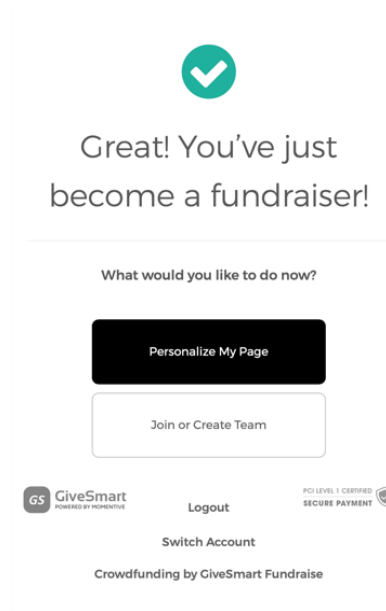 Great! You’ve just
become a fundraiser!
What would you like to do now?
Personalize My Page
Join or Create Team
GS GiveSmart
POWERED BY MOMENTIVE
PCI LEVEL 1 CERTIFIED
SECURE PAYMENT
Logout
Switch Account
Crowdfunding by GiveSmart Fundraise